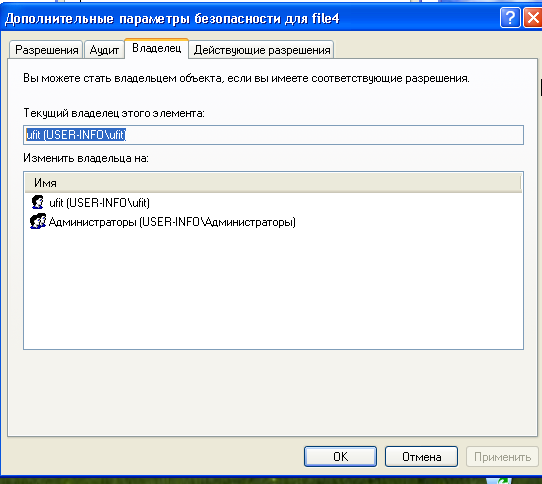 Дополнительные параметры безопасности для file4
Разрешения Аудит Владелец Действующие разрешения
Вы можете стать владельцем объекта, если вы имеете соответствующие разрешения.
Текущий владелец этого элемента:
ufit (USER-INFO\ufit)
Изменить владельца на:
Имя
ufit (USER-INFO\ufit)
Администраторы (USER-INFO\Администраторы)
OK Отмена Применить